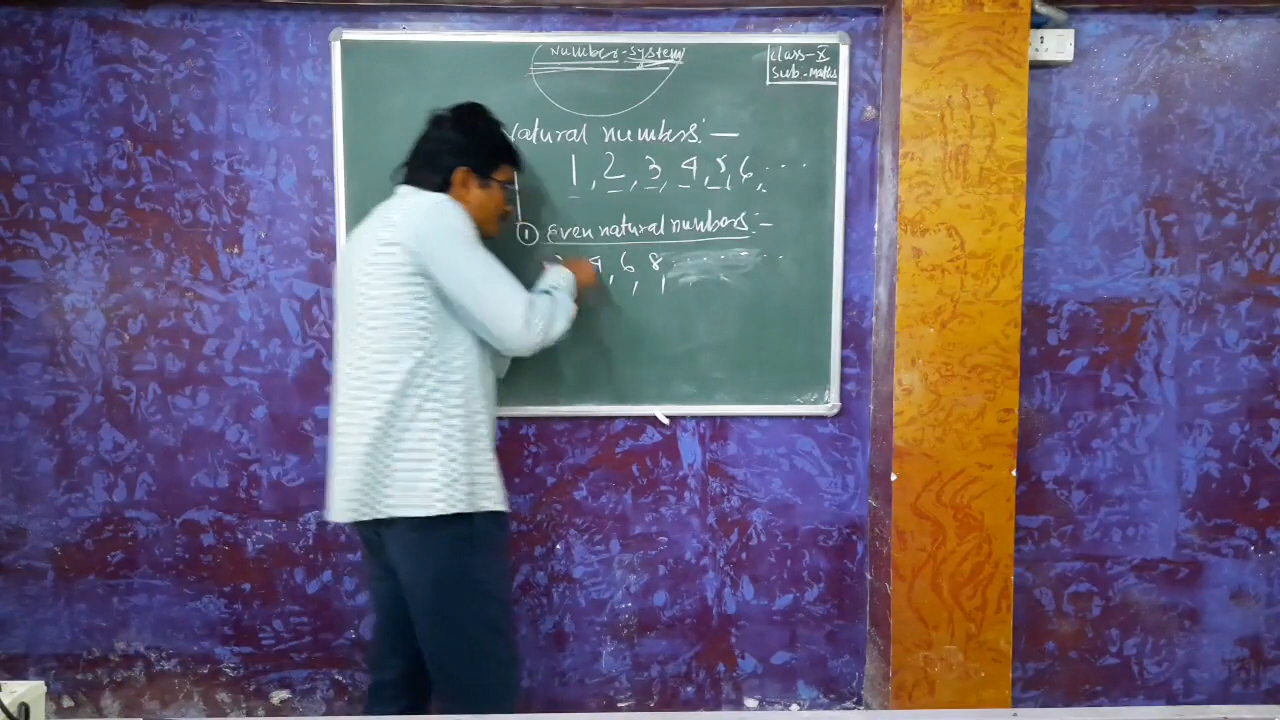 Number-System
Class-X
Sub.-Maths
Natural numbers:-
1, 2, 3, 4, 5, 6, ...
① Even natural numbers:-
4, 6, 8, ........